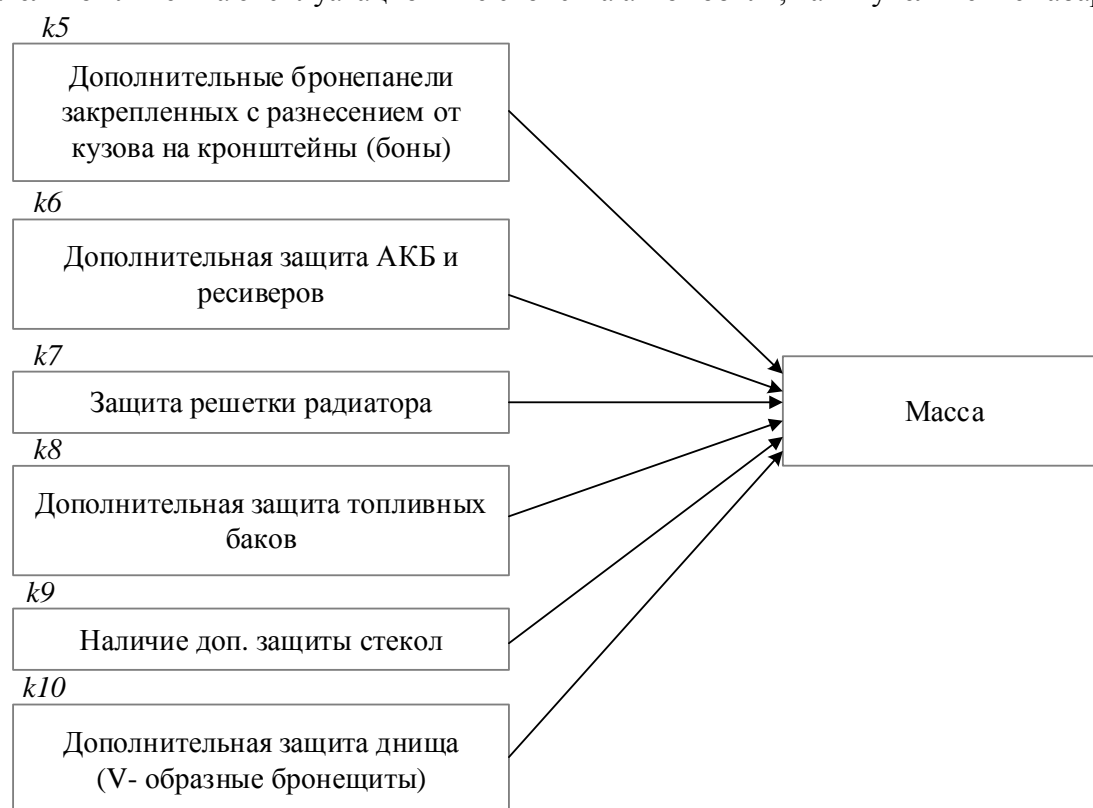 k5
Дополнительные бронепанели
закрепленных с разнесением от
кузова на кронштейны (боны)
k6
Дополнительная защита АКБ и
ресиверов
k7
Защита решетки радиатора
k8
Дополнительная защита топливных
баков
k9
Наличие доп. защиты стекол
k10
Дополнительная защита днища
(V- образные бронещиты)
Масса